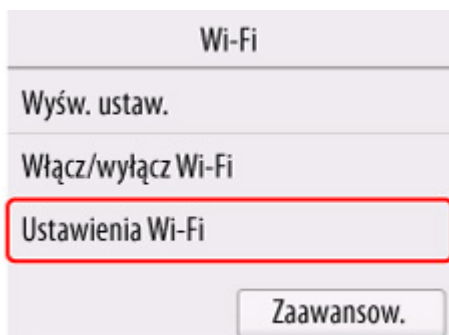 Wi-Fi
Wyśw. ustaw.
Włącz/wyłącz Wi-Fi
Ustawienia Wi-Fi
Zaawansow.